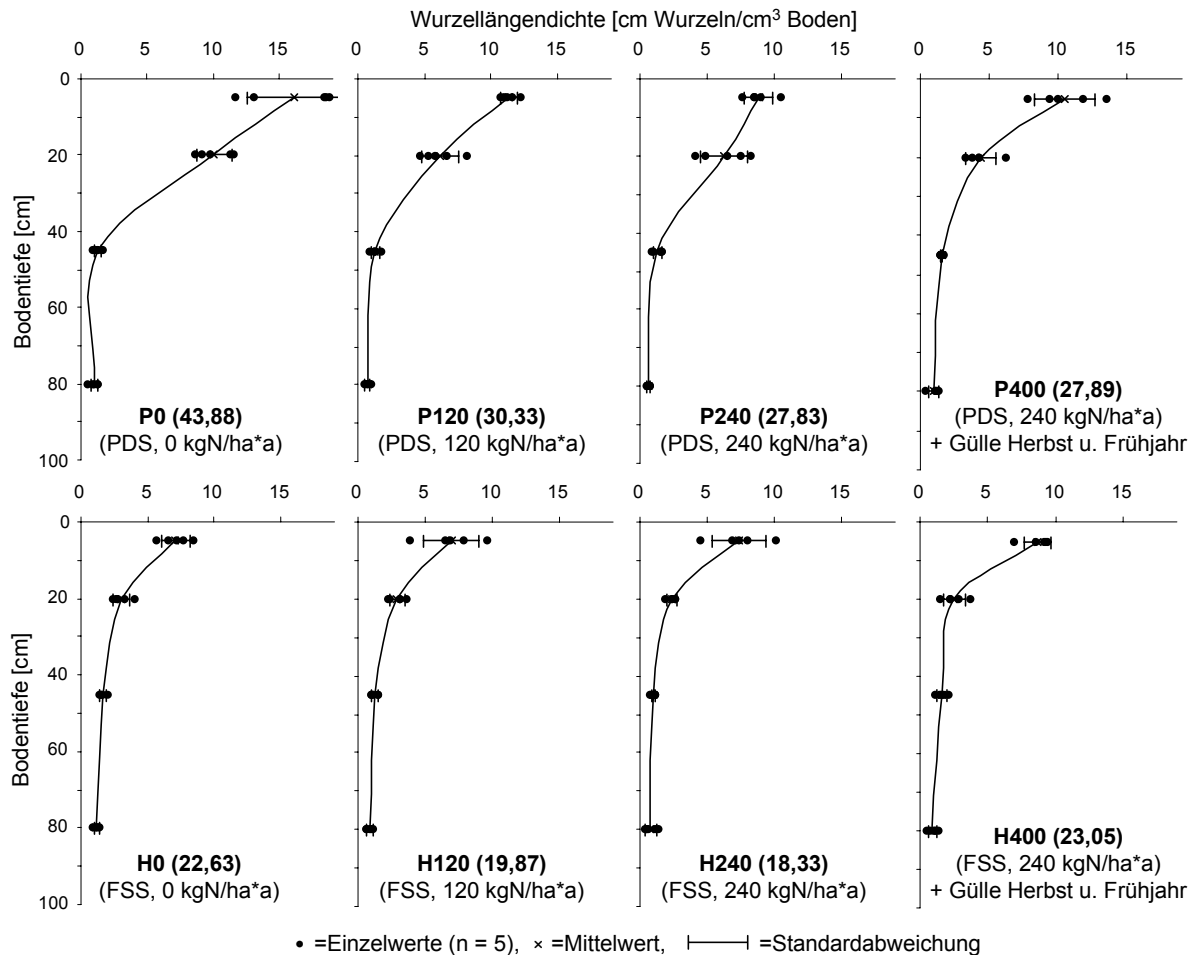 Wurzellängendichte [cm Wurzeln/cm³ Boden]
0 5 10 15 0 5 10 15 0 5 10 15 0 5 10 15
0
20
40
60
80
100
Bodentiefe [cm]
P0 (43,88)
(PDS, 0 kgN/ha*a)
P120 (30,33)
(PDS, 120 kgN/ha*a)
P240 (27,83)
(PDS, 240 kgN/ha*a)
P400 (27,89)
(PDS, 240 kgN/ha*a)
+ Gülle Herbst u. Frühjahr
0 5 10 15 0 5 10 15 0 5 10 15 0 5 10 15
0
20
40
60
80
100
Bodentiefe [cm]
H0 (22,63)
(FSS, 0 kgN/ha*a)
H120 (19,87)
(FSS, 120 kgN/ha*a)
H240 (18,33)
(FSS, 240 kgN/ha*a)
H400 (23,05)
(FSS, 240 kgN/ha*a)
+ Gülle Herbst u. Frühjahr
• =Einzelwerte (n = 5), × =Mittelwert, =Standardabweichung